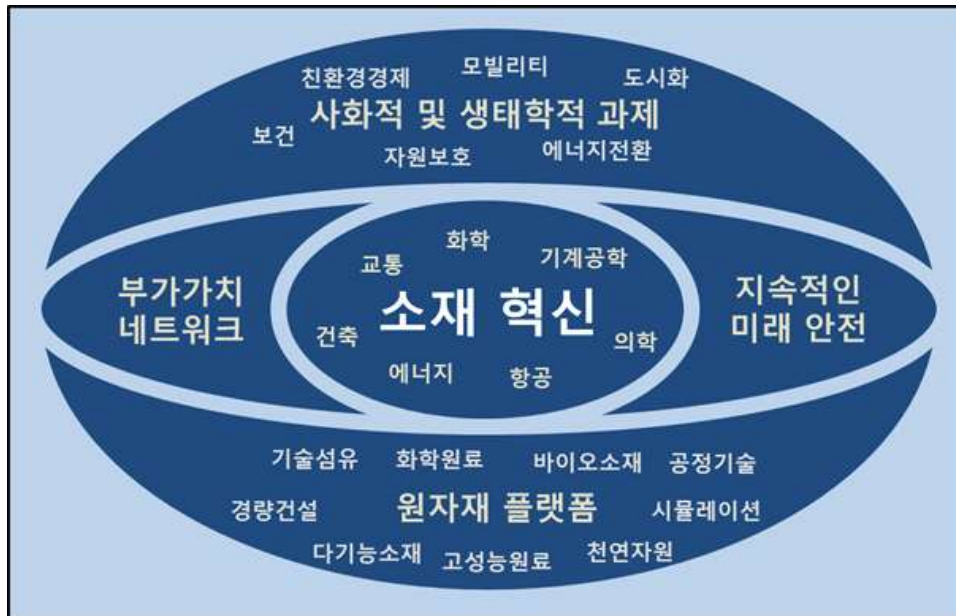 친환경경제 모빌리티 도시화
사화적 및 생태학적 과제
보건 자원보호 에너지전환
화학
교통 기계공학
부가가치
네트워크
소재 혁신
지속적인
미래 안전
건축 의학
에너지 항공
기술섬유 화학원료 바이오소재 공정기술
경량건설 원자재 플랫폼 시뮬레이션
다기능소재 고성능원료 천연자원